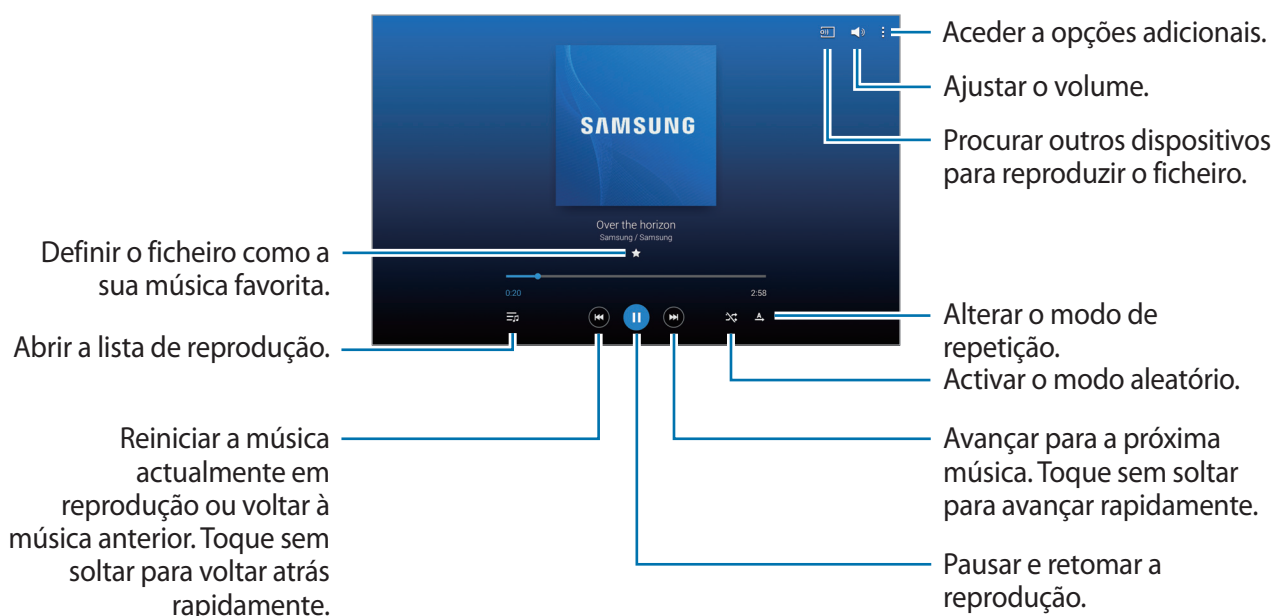 Aceder a opções adicionais.
Ajustar o volume.
Procurar outros dispositivos
para reproduzir o ficheiro.
SAMSUNG
Over the horizon
Samsung / Samsung
Definir o ficheiro como a
sua música favorita.
0:20
2:58
Abrir a lista de reprodução.
Alterar o modo de
repetição.
Activar o modo aleatório.
Reiniciar a música
actualmente em
reprodução ou voltar à
música anterior. Toque sem
soltar para voltar atrás
rapidamente.
Avançar para a próxima
música. Toque sem soltar
para avançar rapidamente.
Pausar e retomar a
reprodução.